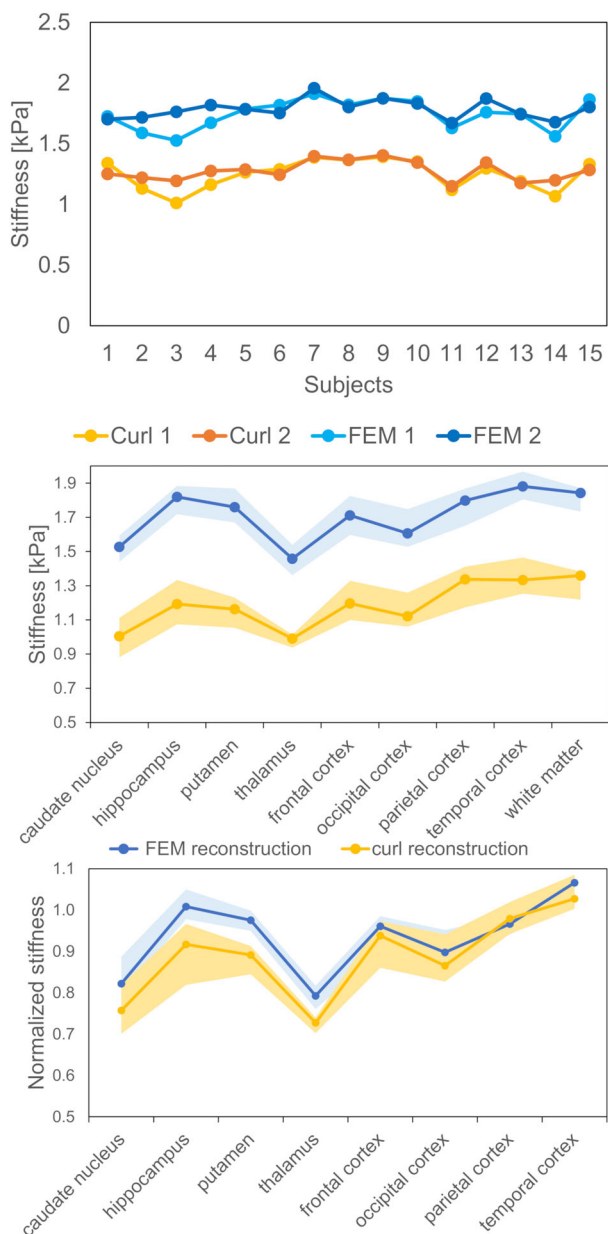 2.5
2
1.5
1
0.5
0
Stiffness [kPa]
1 2 3 4 5 6 7 8 9 10 11 12 13 14 15
Subjects
Curl 1 Curl 2 FEM 1 FEM 2
1.9
1.7
1.5
1.3
1.1
0.9
0.7
0.5
Stiffness [kPa]
caudate nucleus
hippocampus
putamen
thalamus
frontal cortex
occipital cortex
parietal cortex
temporal cortex
white matter
FEM reconstruction curl reconstruction
1.1
1.0
0.9
0.8
0.7
0.6
0.5
Normalized stiffness
caudate nucleus
hippocampus
putamen
thalamus
frontal cortex
occipital cortex
parietal cortex
temporal cortex